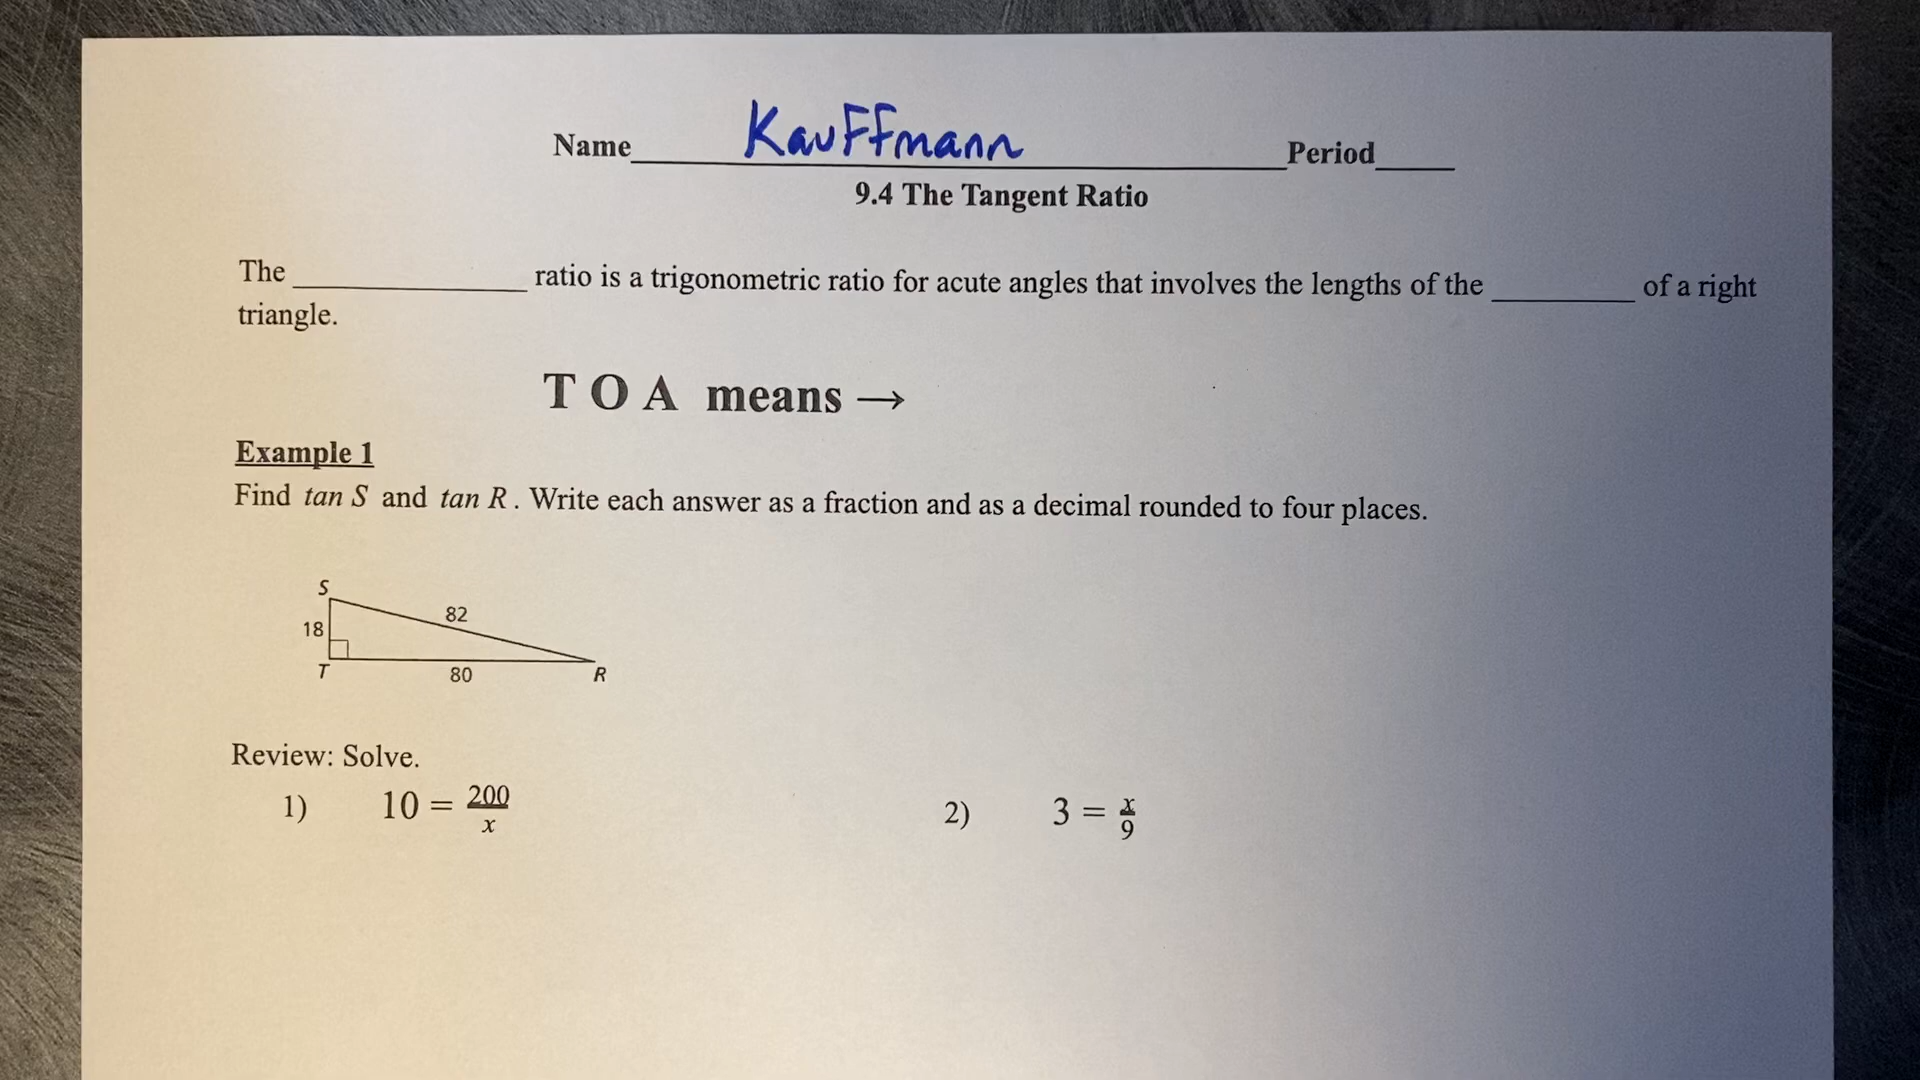 Name Kauffmann Period
9.4 The Tangent Ratio
The ____________ ratio is a trigonometric ratio for acute angles that involves the lengths of the ________ of a right
triangle.
T O A means →
Example 1
Find tan S and tan R. Write each answer as a fraction and as a decimal rounded to four places.
S
82
18
T
80
R
Review: Solve.
1) 10 = 200/x 2) 3 = x/9